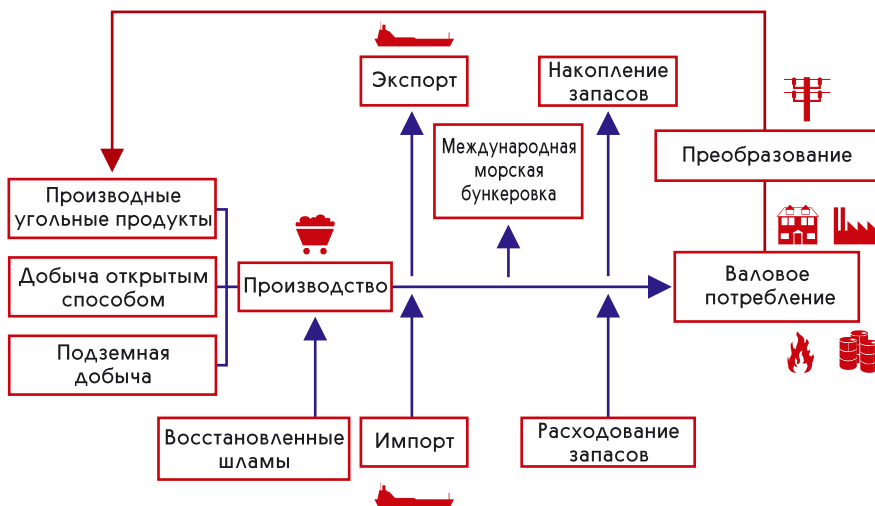 Экспорт
Накопление
запасов
Международная
морская
бункеровка
Преобразование
Производные
угольные продукты
Добыча открытым
способом
Производство
Валовое
потребление
Подземная
добыча
Восстановленные
шламы
Импорт
Расходование
запасов